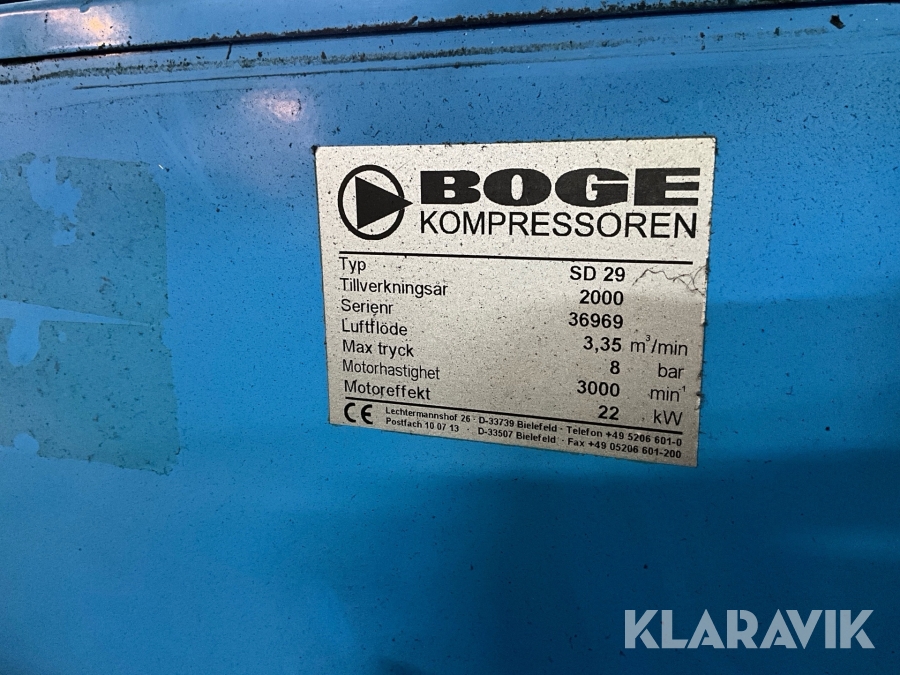 BOGE
KOMPRESSOREN
Typ SD 29
Tillverkningsår 2000
Serienr 36969
Luftflöde 3,35 m³/min
Max tryck 8 bar
Motorhastighet 3000 min⁻¹
Motoreffekt 22 kW
CE Lechtermannshof 26 · D-33739 Bielefeld · Telefon +49 5206 601-0
Postfach 10 07 13 · D-33507 Bielefeld · Fax +49 05206 601-200
KLARAVIK